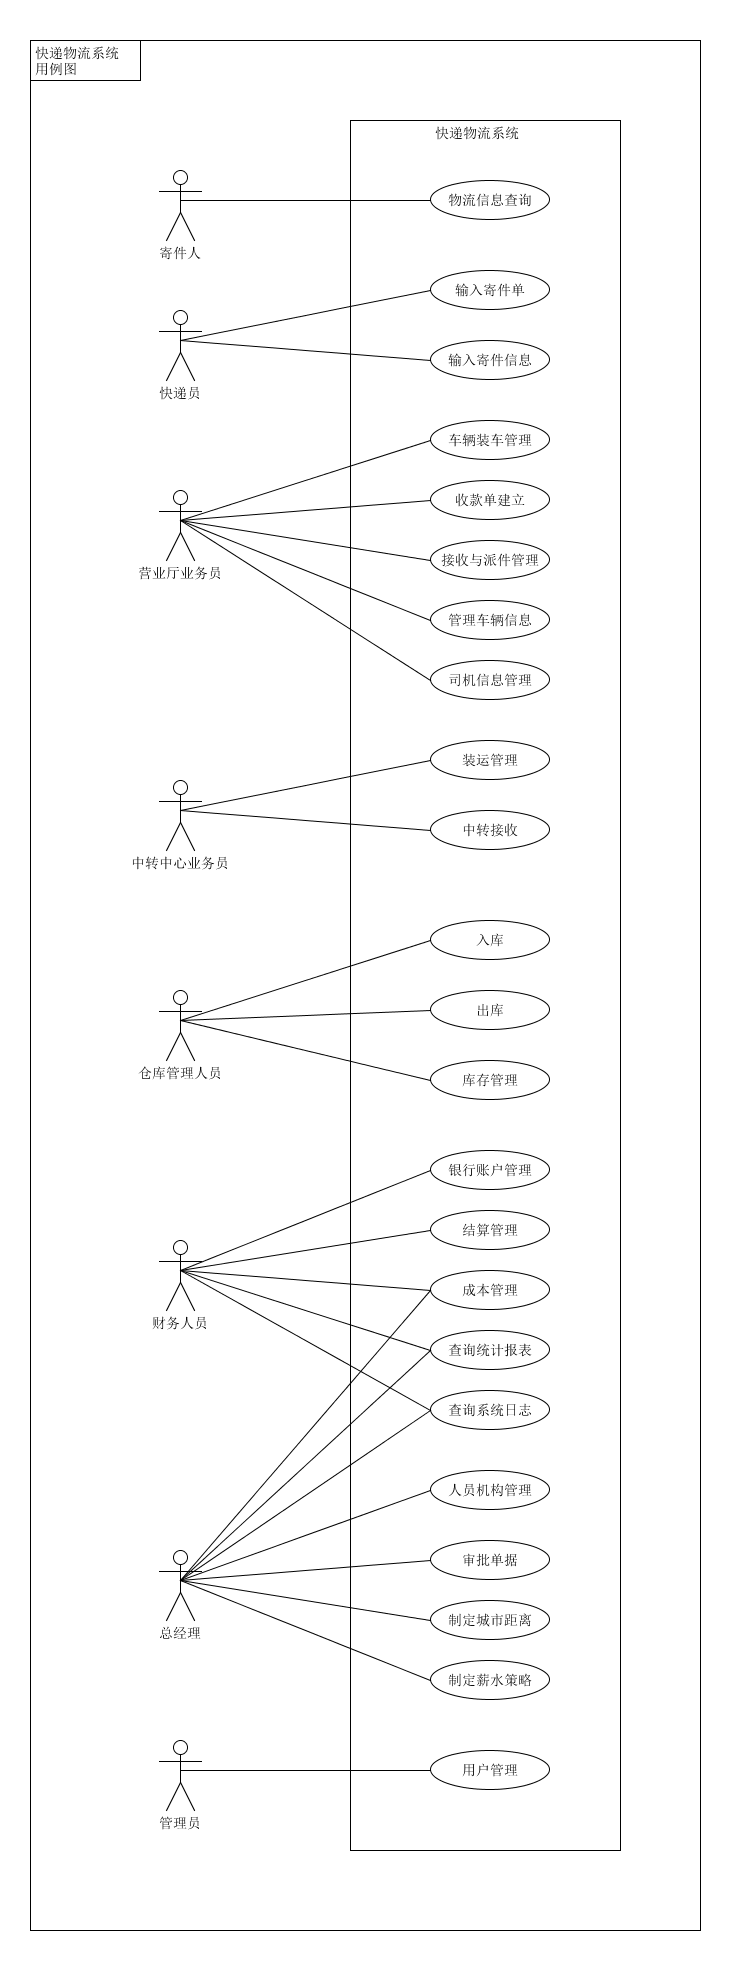 快递物流系统
用例图
快递物流系统
物流信息查询
寄件人
输入寄件单
输入寄件信息
快递员
车辆装车管理
收款单建立
接收与派件管理
营业厅业务员
管理车辆信息
司机信息管理
装运管理
中转接收
中转中心业务员
入库
出库
库存管理
仓库管理人员
银行账户管理
结算管理
成本管理
财务人员
查询统计报表
查询系统日志
人员机构管理
审批单据
制定城市距离
总经理
制定薪水策略
用户管理
管理员